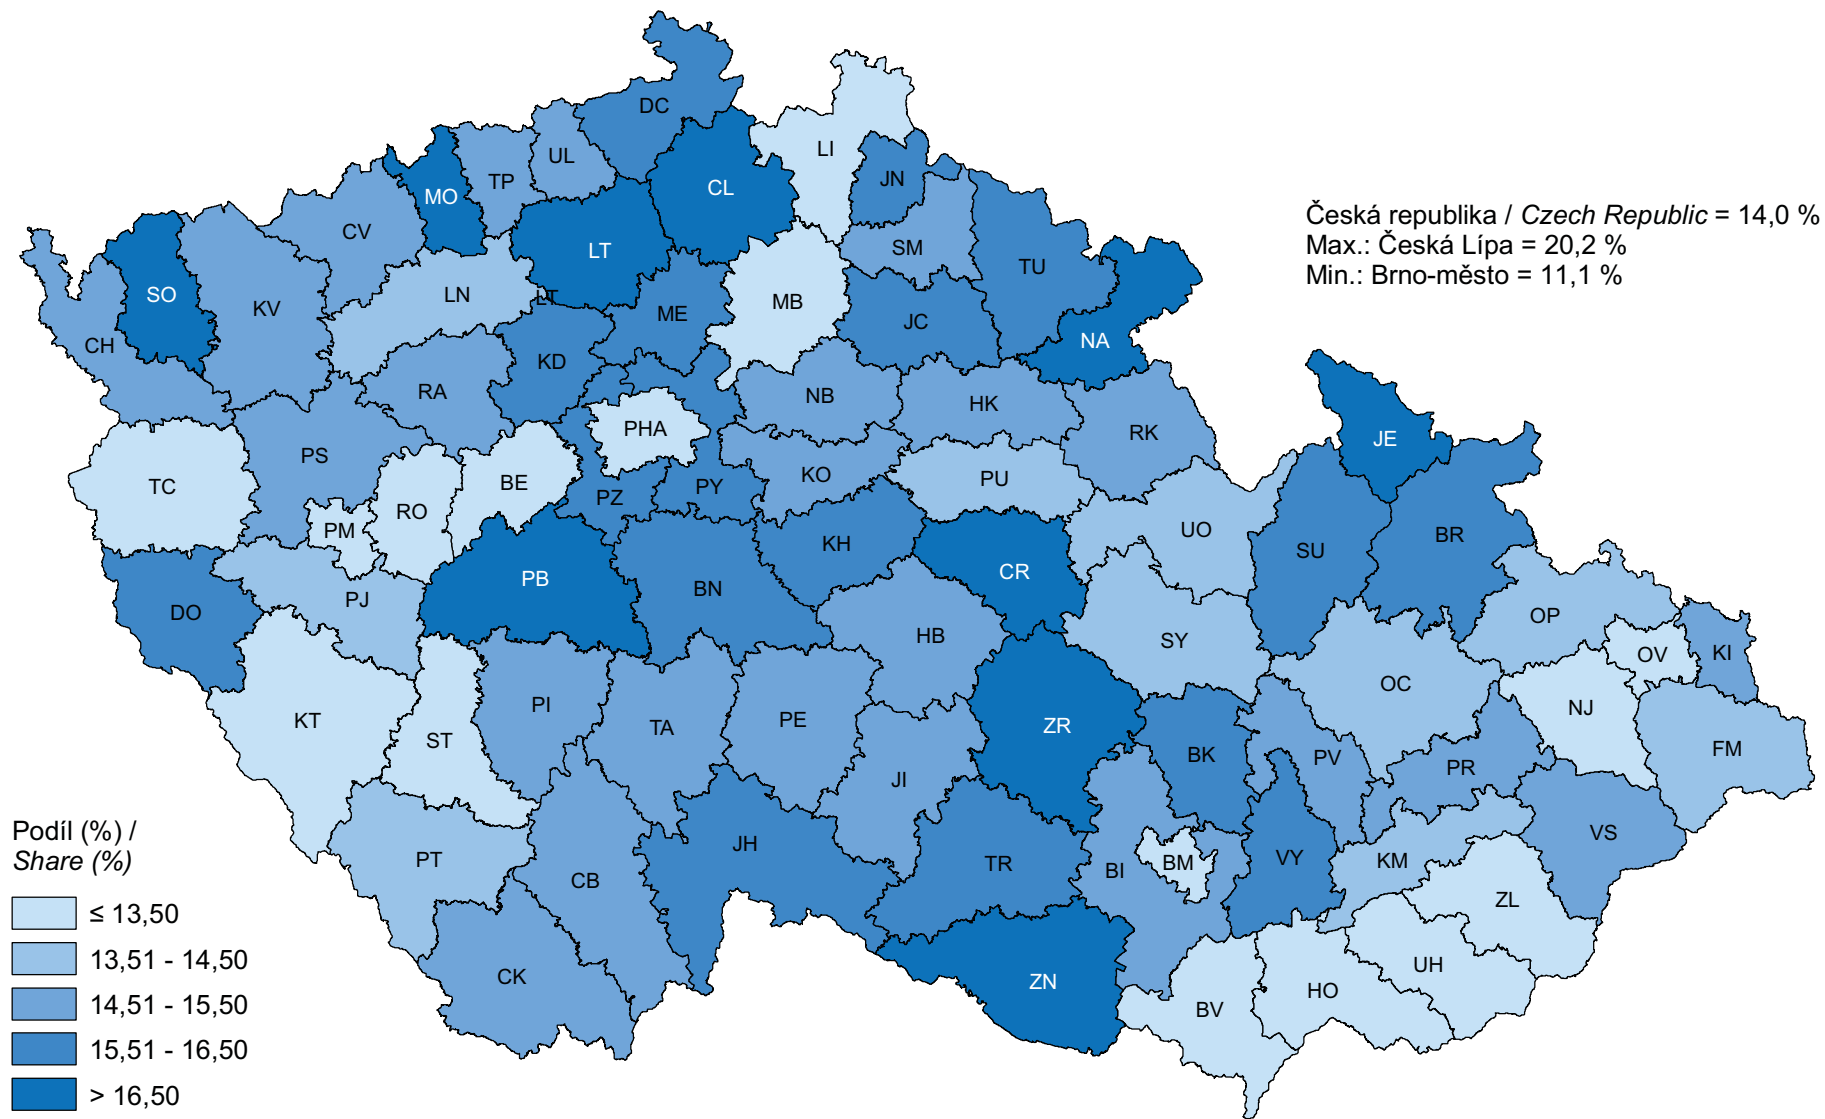 DC
LI
UL
TP
JN
CL
MO
CV
SM
LT
TU
SO
LN
LT
KV
ME
MB
JC
NA
CH
KD
RA
NB
HK
PHA
RK
JE
PS
KO
PU
TC
BE
PZ
PY
RO
PM
UO
BR
SU
KH
CR
PB
BN
PJ
DO
HB
SY
OP
OV
KI
OC
KT
PI
ST
TA
PE
ZR
NJ
BK
PV
FM
PR
JI
VS
JH
PT
TR
BI
BM
VY
KM
CB
ZL
CK
ZN
UH
HO
BV
Česká republika / Czech Republic = 14,0 %
Max.: Česká Lípa = 20,2 %
Min.: Brno-město = 11,1 %
Podíl (%) /
Share (%)
≤ 13,50
13,51 - 14,50
14,51 - 15,50
15,51 - 16,50
> 16,50